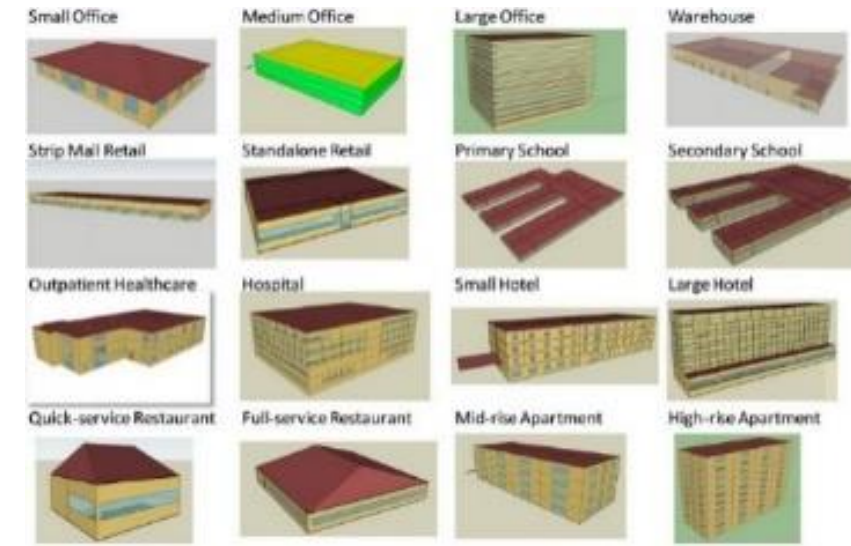 Small Office
Medium Office
Large Office
Warehouse
Strip Mall Retail
Standalone Retail
Primary School
Secondary School
Outpatient Healthcare
Hospital
Small Hotel
Large Hotel
Quick-service Restaurant
Full-service Restaurant
Mid-rise Apartment
High-rise Apartment